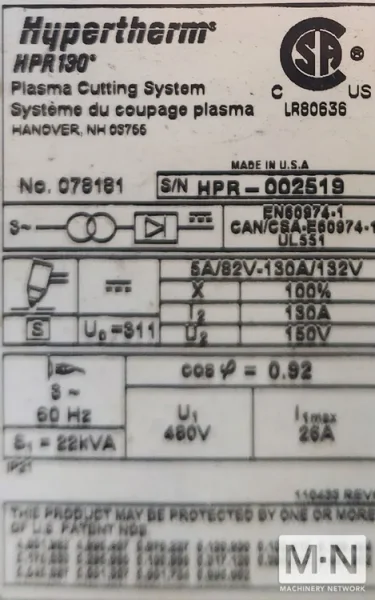 Hypertherm®
HPR130®
Plasma Cutting System
Système du coupage plasma
HANOVER, NH 03755
C US
LR80636
MADE IN U.S.A
No. 078181
S/N HPR-002519
3~
EN60974-1
CAN/CSA-E60974-1
UL551
5A/82V-130A/132V
X 100%
I2 130A
S U0=311 U2 150V
3~
60 Hz
cos φ = 0.92
U1 I1max
480V 26A
S1 = 22kVA
IP21
110433 REV
THIS PRODUCT MAY BE PROTECTED BY ONE OR MORE
OF U.S PATENT NOS
M-N
MACHINERY NETWORK